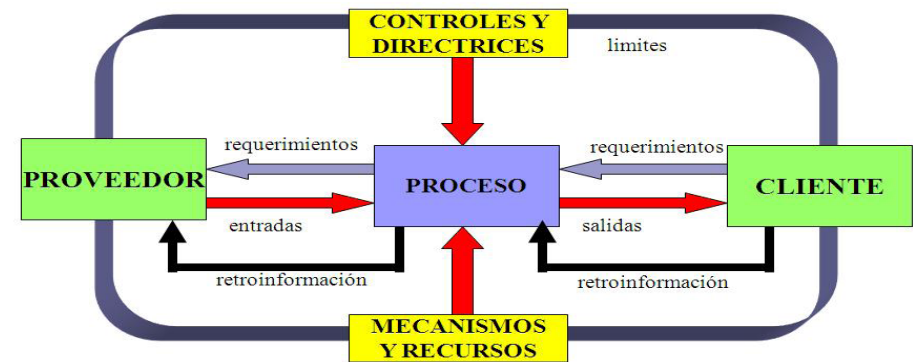 CONTROLES Y
DIRECTRICES
limites
requerimientos
requerimientos
PROVEEDOR
PROCESO
CLIENTE
entradas
salidas
retroinformación
retroinformación
MECANISMOS
Y RECURSOS